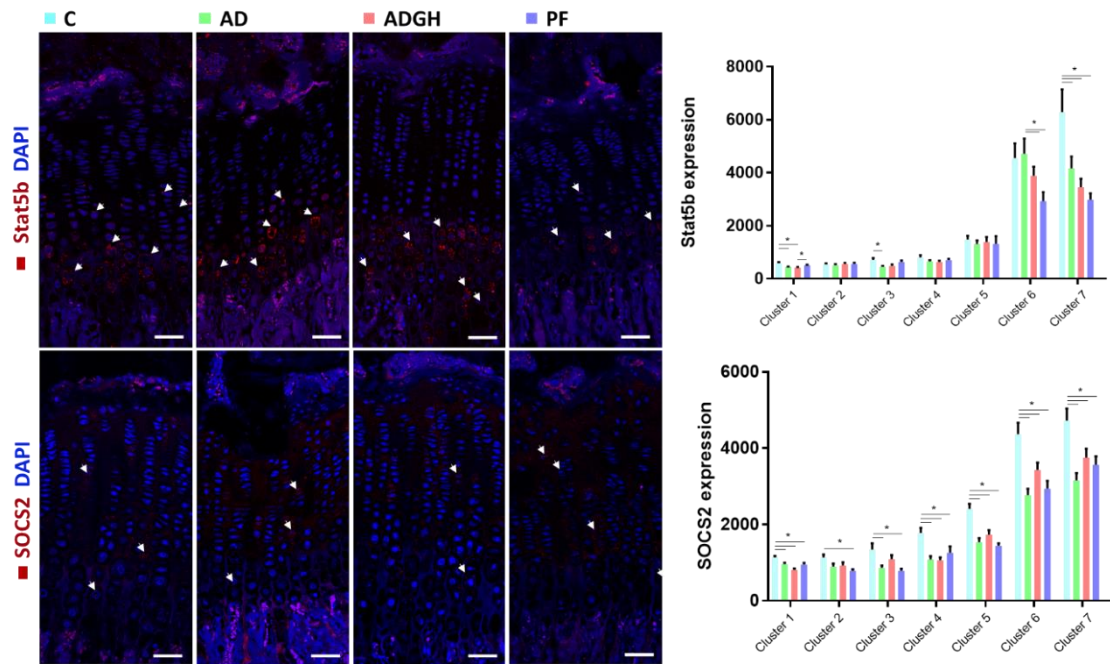 C
AD
ADGH
PF
Stat5b DAPI
SOCS2 DAPI
Stat5b expression
8000
6000
4000
2000
0
*
*
*
*
*
Cluster 1
Cluster 2
Cluster 3
Cluster 4
Cluster 5
Cluster 6
Cluster 7
SOCS2 expression
6000
4000
2000
0
*
*
*
*
*
*
*
Cluster 1
Cluster 2
Cluster 3
Cluster 4
Cluster 5
Cluster 6
Cluster 7